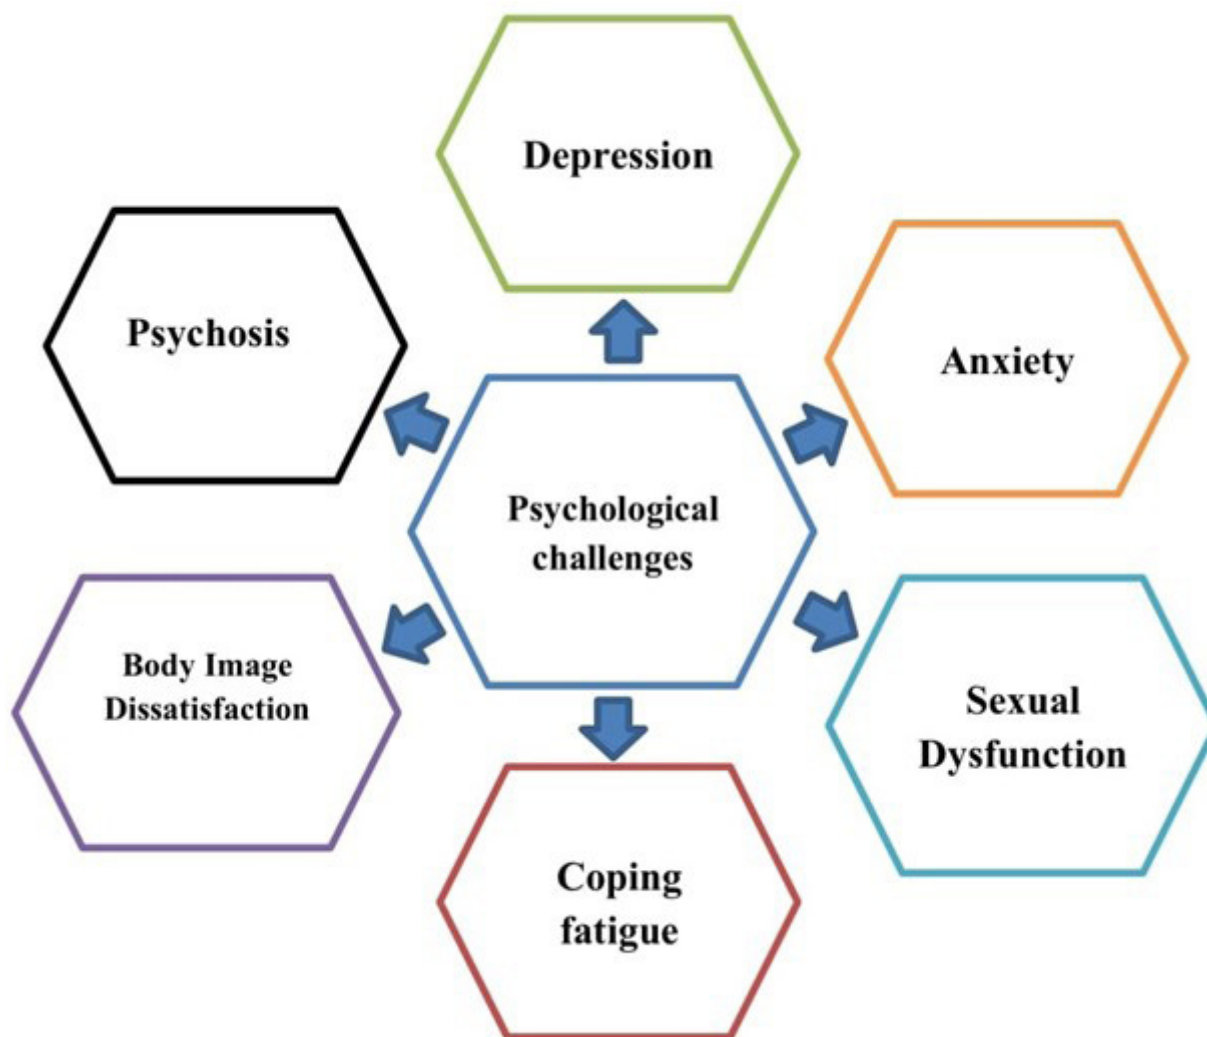 Depression
Psychosis
Anxiety
Psychological
challenges
Body Image
Dissatisfaction
Sexual
Dysfunction
Coping
fatigue